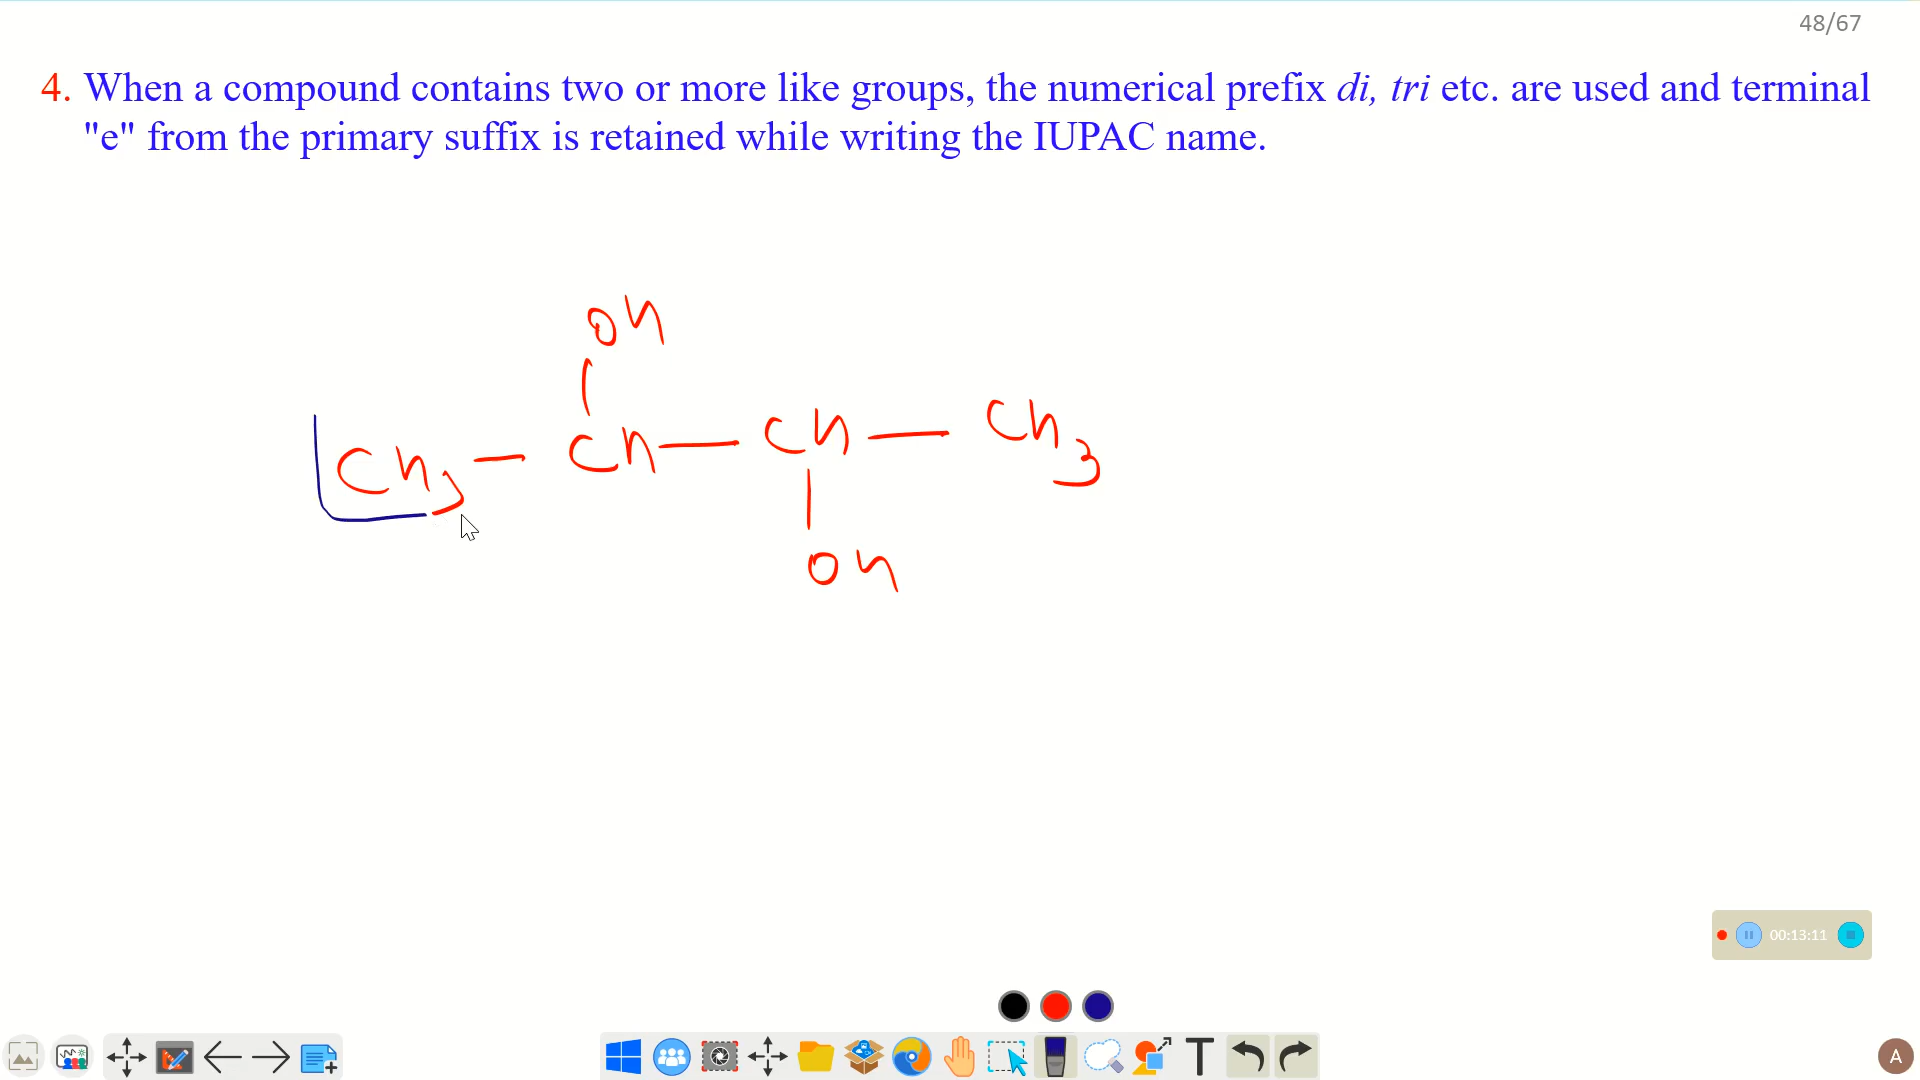 48/67
4. When a compound contains two or more like groups, the numerical prefix di, tri etc. are used and terminal
"e" from the primary suffix is retained while writing the IUPAC name.
OH
CH3 — CH — CH — CH3
OH
00:13:11
T
A